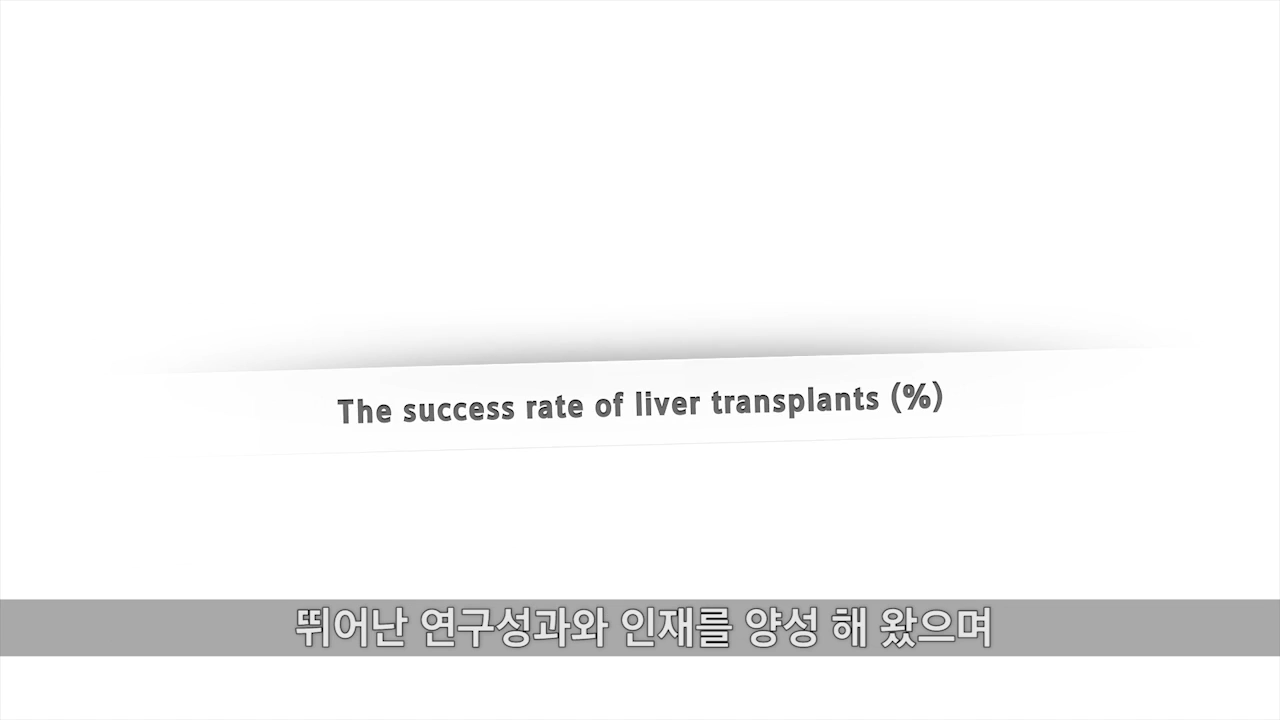 The success rate of liver transplants (%)
뛰어난 연구성과와 인재를 양성 해 왔으며